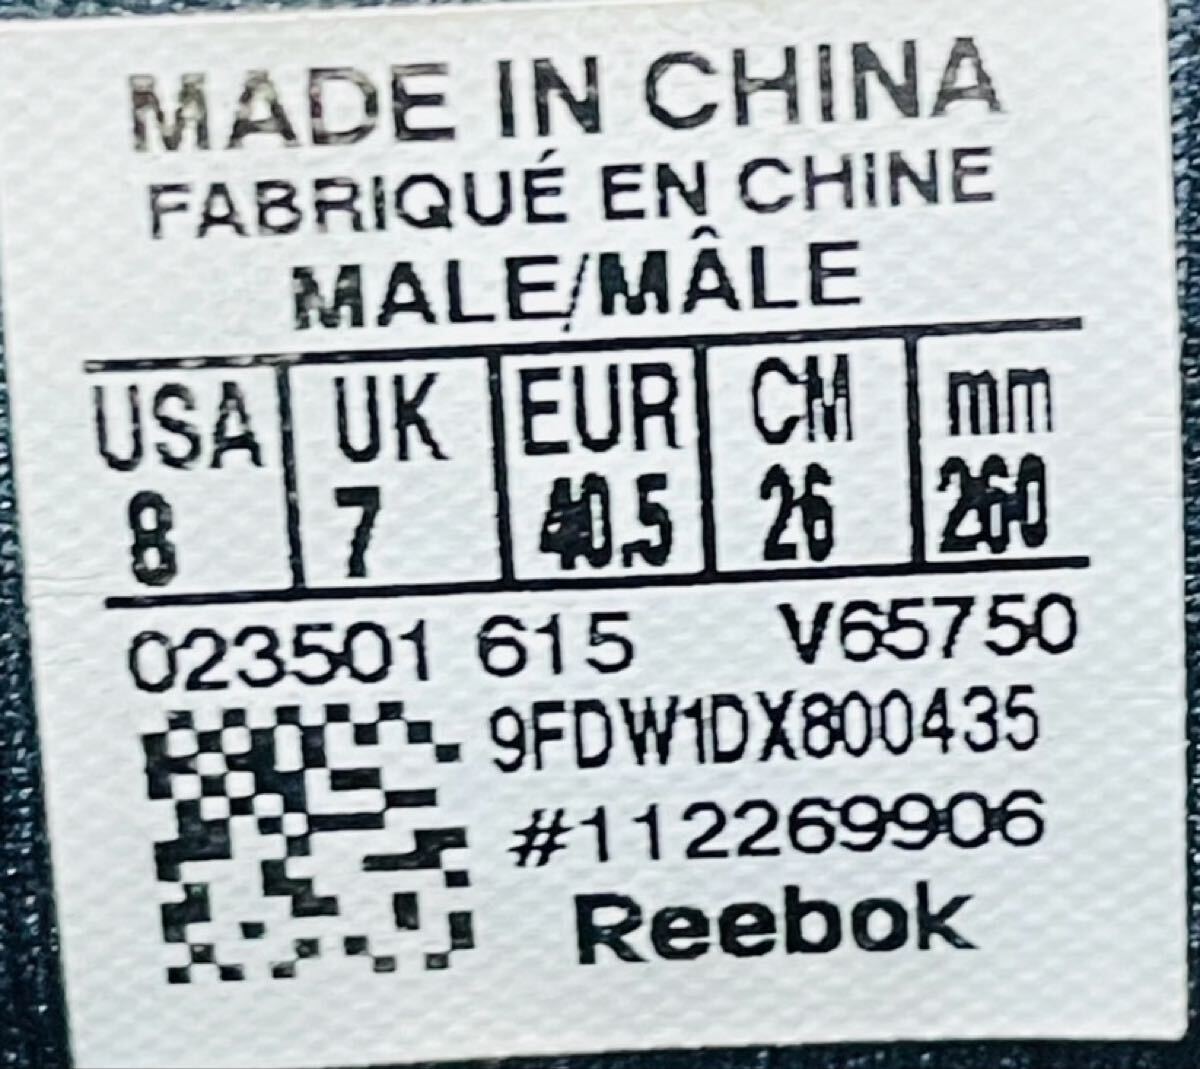 MADE IN CHINA
FABRIQUÉ EN CHINE
MALE/MÂLE
USA UK EUR CM mm
8 7 40.5 26 260
023501 615 V65750
9FDW1DX800435
#112269906
Reebok